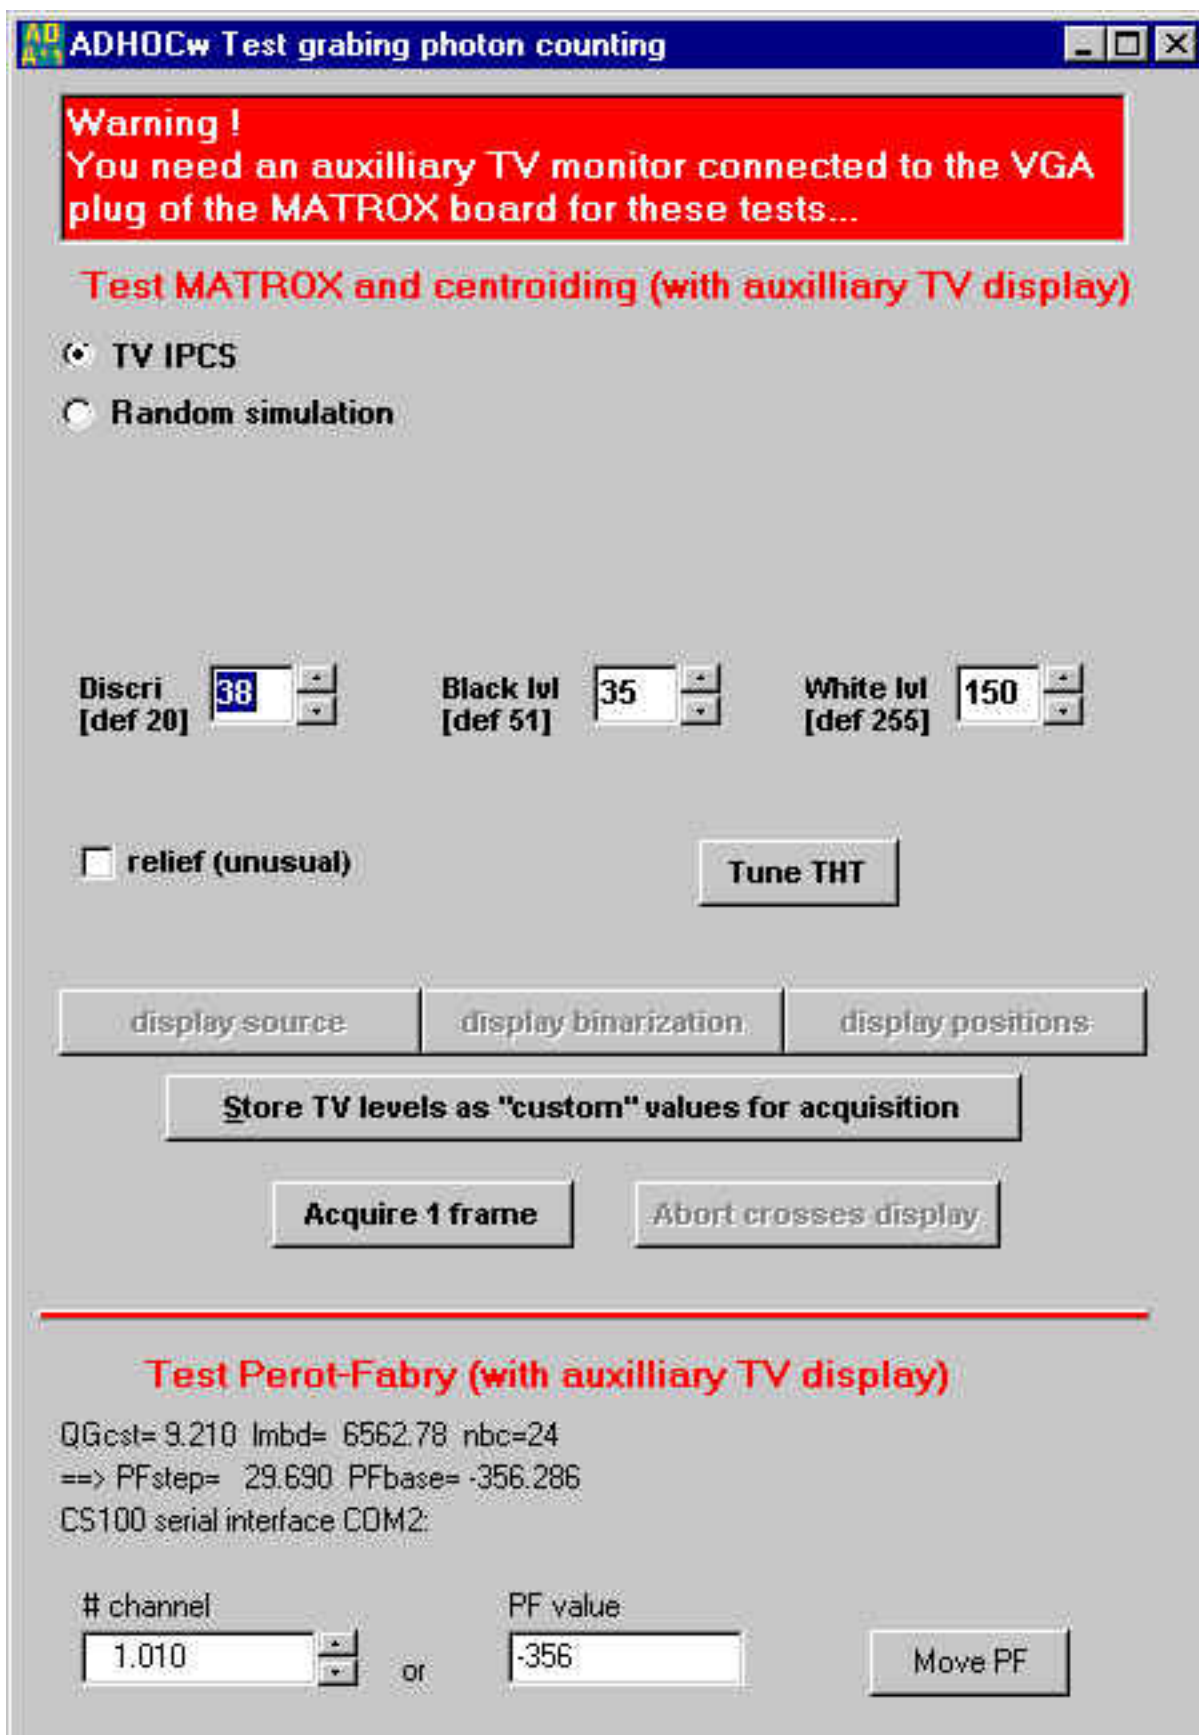 ADHOCw Test grabing photon counting
Warning !
You need an auxilliary TV monitor connected to the VGA
plug of the MATROX board for these tests...
Test MATROX and centroiding (with auxilliary TV display)
TV IPCS
Random simulation
Discri [def 20] 38 Black lvl [def 51] 35 White lvl [def 255] 150
relief (unusual) Tune THT
display source display binarization display positions
Store TV levels as "custom" values for acquisition
Acquire 1 frame Abort crosses display
Test Perot-Fabry (with auxilliary TV display)
QGcst= 9.210 lmbd= 6562.78 nbc=24
==> PFstep= 29.690 PFbase= -356.286
CS100 serial interface COM2:
# channel PF value
1.010 or -356 Move PF